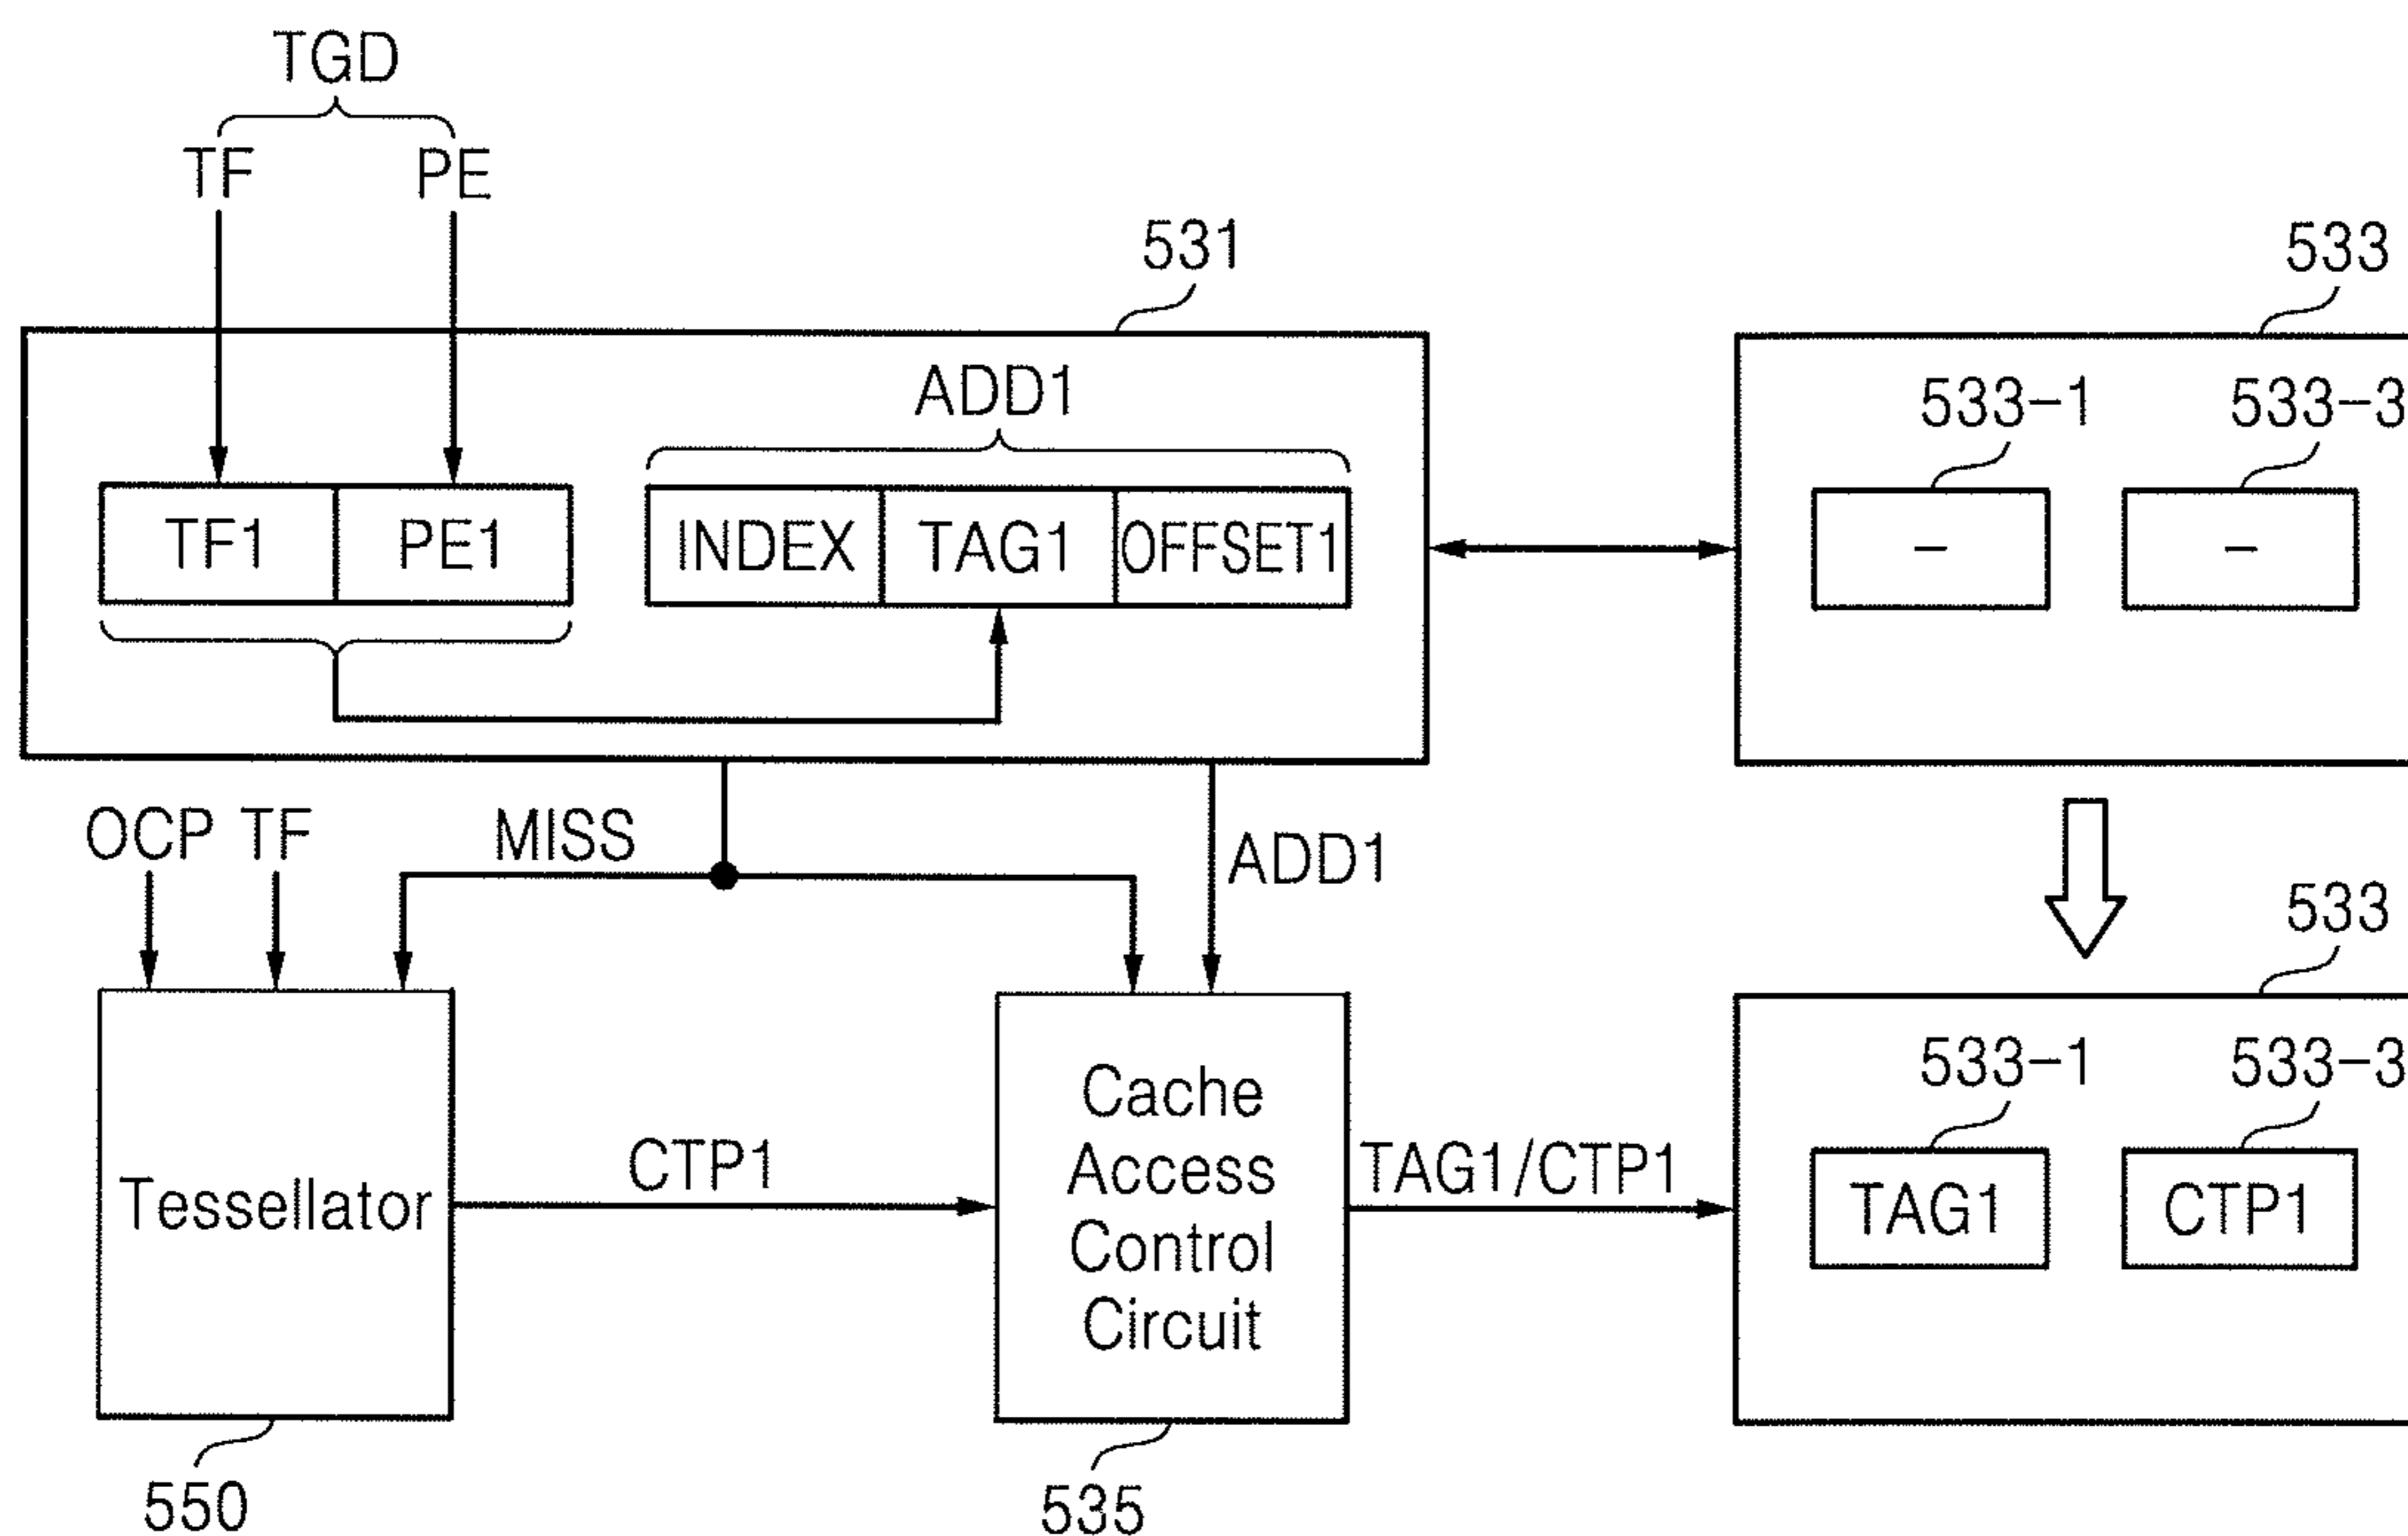 TGD
TF PE
531
533
ADD1
533-1 533-3
TF1 PE1 INDEX TAG1 OFFSET1 - -
OCP TF MISS ADD1
533
533-1 533-3
Tessellator CTP1 Cache
Access
Control
Circuit TAG1/CTP1 TAG1 CTP1
550 535